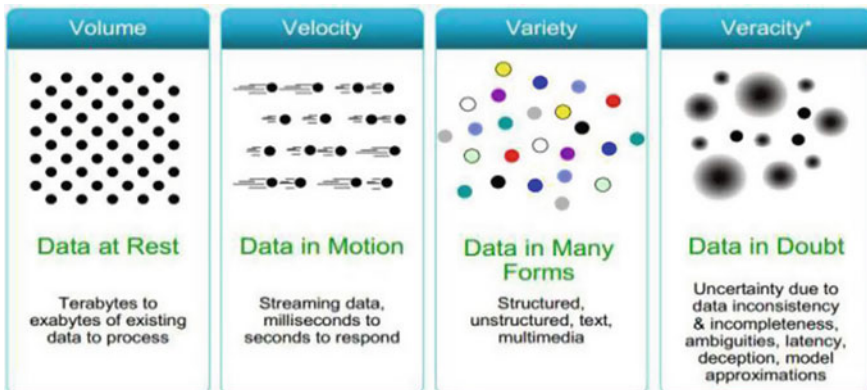 Volume
Data at Rest
Terabytes to
exabytes of existing
data to process
Velocity
Data in Motion
Streaming data,
milliseconds to
seconds to respond
Variety
Data in Many
Forms
Structured,
unstructured, text,
multimedia
Veracity*
Data in Doubt
Uncertainty due to
data inconsistency
& incompleteness,
ambiguities, latency,
deception, model
approximations